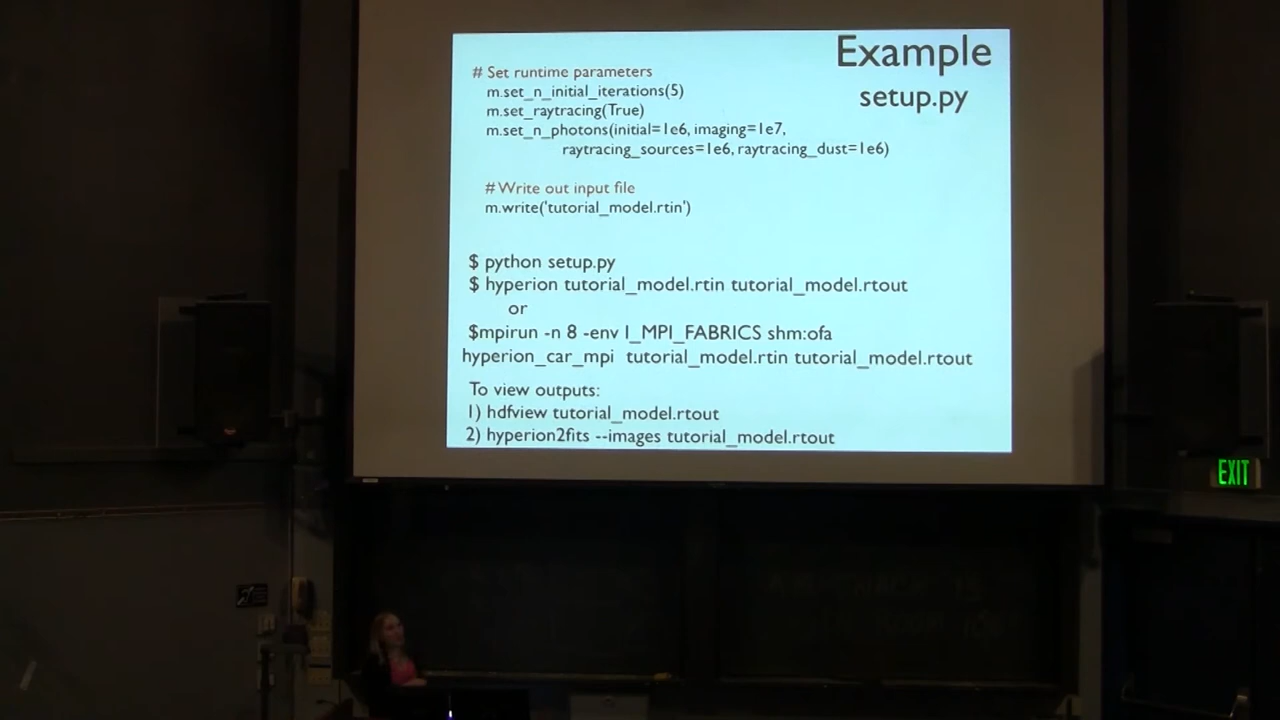 Example
setup.py
# Set runtime parameters
m.set_n_initial_iterations(5)
m.set_raytracing(True)
m.set_n_photons(initial=1e6, imaging=1e7,
raytracing_sources=1e6, raytracing_dust=1e6)
#Write out input file
m.write('tutorial_model.rtin')
$ python setup.py
$ hyperion tutorial_model.rtin tutorial_model.rtout
or
$mpirun -n 8 -env I_MPI_FABRICS shm:ofa
hyperion_car_mpi tutorial_model.rtin tutorial_model.rtout
To view outputs:
1) hdfview tutorial_model.rtout
2) hyperion2fits --images tutorial_model.rtout
EXIT